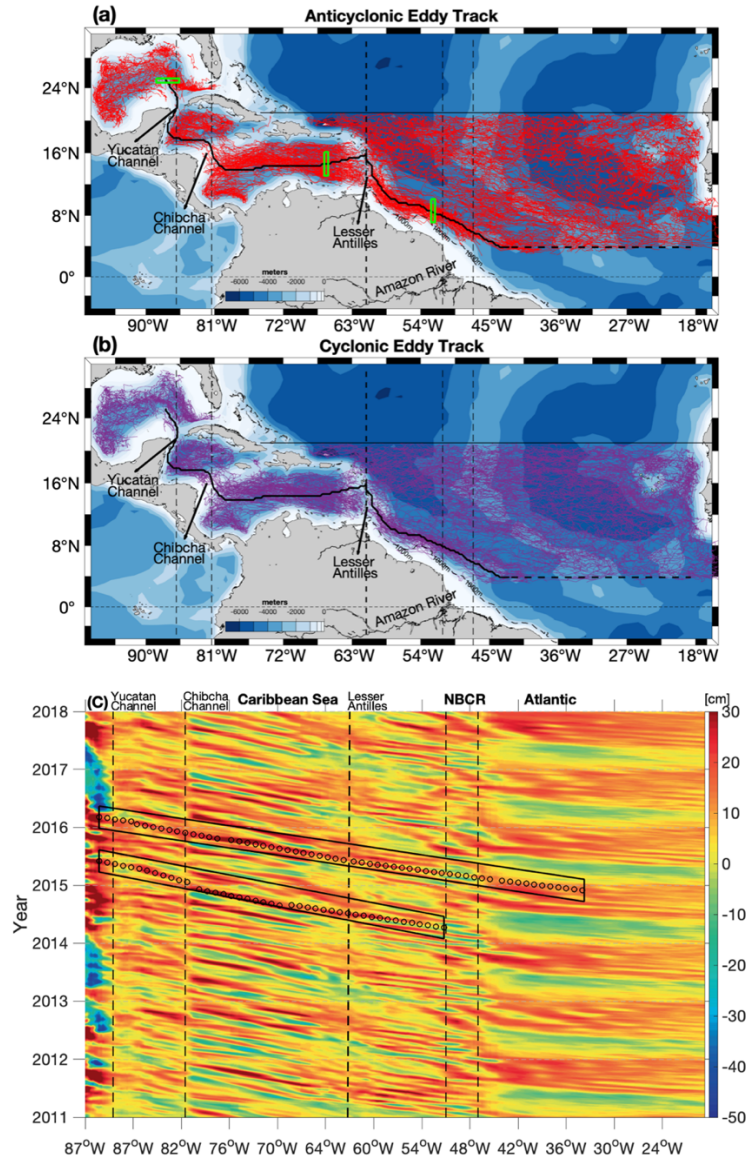 (a) Anticyclonic Eddy Track
24°N
16°N
8°N
0°
Yucatan
Channel
Chibcha
Channel
Lesser
Antilles
Amazon River
meters
-6000 -4000 -2000 0
90°W 81°W 72°W 63°W 54°W 45°W 36°W 27°W 18°W
(b) Cyclonic Eddy Track
24°N
16°N
8°N
0°
Yucatan
Channel
Chibcha
Channel
Lesser
Antilles
Amazon River
meters
-6000 -4000 -2000 0
90°W 81°W 72°W 63°W 54°W 45°W 36°W 27°W 18°W
(c) Yucatan Channel Chibcha Channel Caribbean Sea Lesser Antilles NBCR Atlantic [cm]
2018
2017
2016
2015
2014
2013
2012
2011
Year
30
20
10
0
-10
-20
-30
-40
-50
87°W 87°W 82°W 76°W 70°W 64°W 60°W 54°W 48°W 42°W 36°W 30°W 24°W